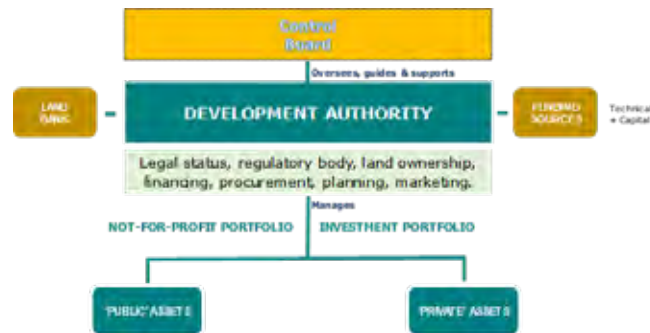 Control
Board
Oversees, guides & supports
LAND
BANK
DEVELOPMENT AUTHORITY
FUNDING
SOURCES
Technical
+ Capital
Legal status, regulatory body, land ownership,
financing, procurement, planning, marketing.
Manages
NOT-FOR-PROFIT PORTFOLIO
INVESTMENT PORTFOLIO
'PUBLIC' ASSETS
'PRIVATE' ASSETS